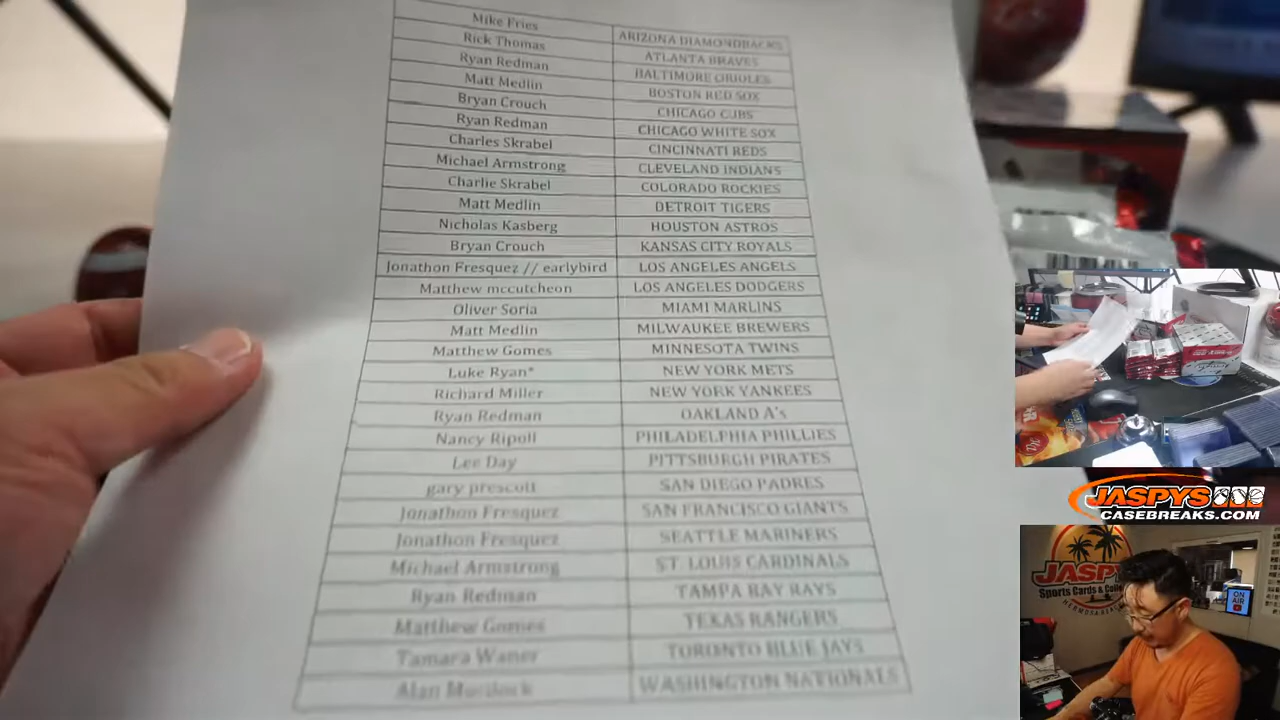 Mike Fries ARIZONA DIAMONDBACKS
Rick Thomas ATLANTA BRAVES
Ryan Redman BALTIMORE ORIOLES
Matt Medlin BOSTON RED SOX
Bryan Crouch CHICAGO CUBS
Ryan Redman CHICAGO WHITE SOX
Charles Skrabel CINCINNATI REDS
Michael Armstrong CLEVELAND INDIANS
Charlie Skrabel COLORADO ROCKIES
Matt Medlin DETROIT TIGERS
Nicholas Kasberg HOUSTON ASTROS
Bryan Crouch KANSAS CITY ROYALS
Jonathon Fresquez // earlybird LOS ANGELES ANGELS
Matthew mccutcheon LOS ANGELES DODGERS
Oliver Soria MIAMI MARLINS
Matt Medlin MILWAUKEE BREWERS
Matthew Gomes MINNESOTA TWINS
Luke Ryan* NEW YORK METS
Richard Miller NEW YORK YANKEES
Ryan Redman OAKLAND A's
Nancy Ripoll PHILADELPHIA PHILLIES
Lee Day PITTSBURGH PIRATES
gary prescott SAN DIEGO PADRES
Jonathon Fresquez SAN FRANCISCO GIANTS
Jonathon Fresquez SEATTLE MARINERS
Michael Armstrong ST. LOUIS CARDINALS
Ryan Redman TAMPA BAY RAYS
Matthew Gomes TEXAS RANGERS
Tamara Waner TORONTO BLUE JAYS
Alan Murdock WASHINGTON NATIONALS
JASPYS
CASEBREAKS.COM
JASPY
Sports Cards &
HERMOSA BEACH
ON
AIR